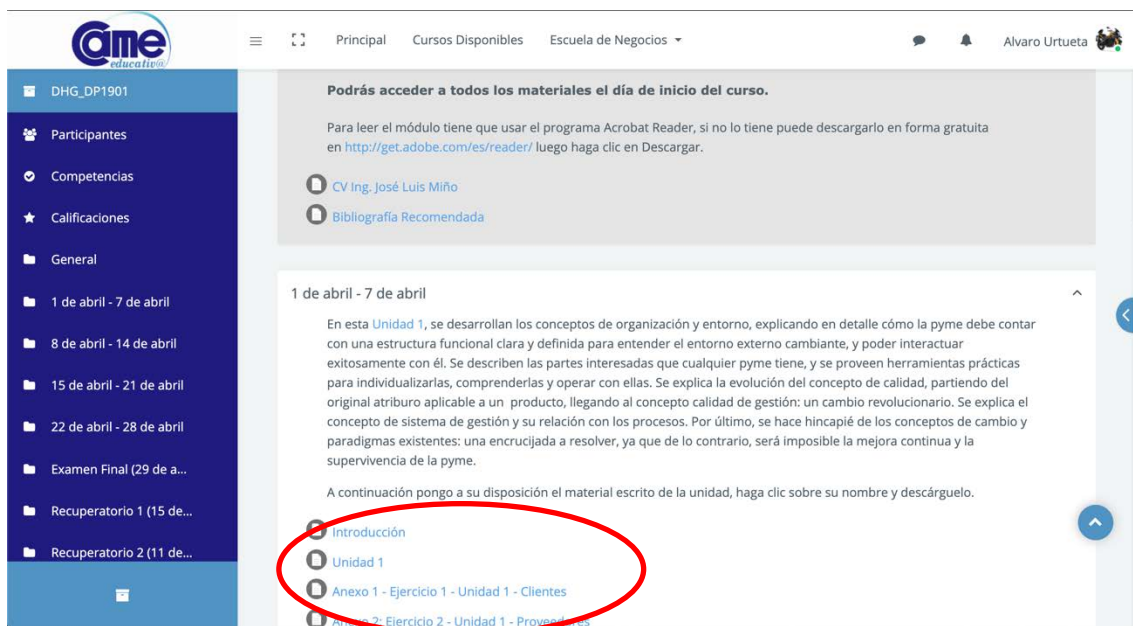 came
educativ@
Principal Cursos Disponibles Escuela de Negocios Alvaro Urtueta
DHG_DP1901
Participantes
Competencias
Calificaciones
General
1 de abril - 7 de abril
8 de abril - 14 de abril
15 de abril - 21 de abril
22 de abril - 28 de abril
Examen Final (29 de a...
Recuperatorio 1 (15 de...
Recuperatorio 2 (11 de...
Podrás acceder a todos los materiales el día de inicio del curso.
Para leer el módulo tiene que usar el programa Acrobat Reader, si no lo tiene puede descargarlo en forma gratuita
en http://get.adobe.com/es/reader/ luego haga clic en Descargar.
CV Ing. José Luis Miño
Bibliografía Recomendada
1 de abril - 7 de abril
En esta Unidad 1, se desarrollan los conceptos de organización y entorno, explicando en detalle cómo la pyme debe contar
con una estructura funcional clara y definida para entender el entorno externo cambiante, y poder interactuar
exitosamente con él. Se describen las partes interesadas que cualquier pyme tiene, y se proveen herramientas prácticas
para individualizarlas, comprenderlas y operar con ellas. Se explica la evolución del concepto de calidad, partiendo del
original atriburo aplicable a un producto, llegando al concepto calidad de gestión: un cambio revolucionario. Se explica el
concepto de sistema de gestión y su relación con los procesos. Por último, se hace hincapié de los conceptos de cambio y
paradigmas existentes: una encrucijada a resolver, ya que de lo contrario, será imposible la mejora continua y la
supervivencia de la pyme.
A continuación pongo a su disposición el material escrito de la unidad, haga clic sobre su nombre y descárguelo.
Introducción
Unidad 1
Anexo 1 - Ejercicio 1 - Unidad 1 - Clientes
Anexo 2: Ejercicio 2 - Unidad 1 - Proveedores